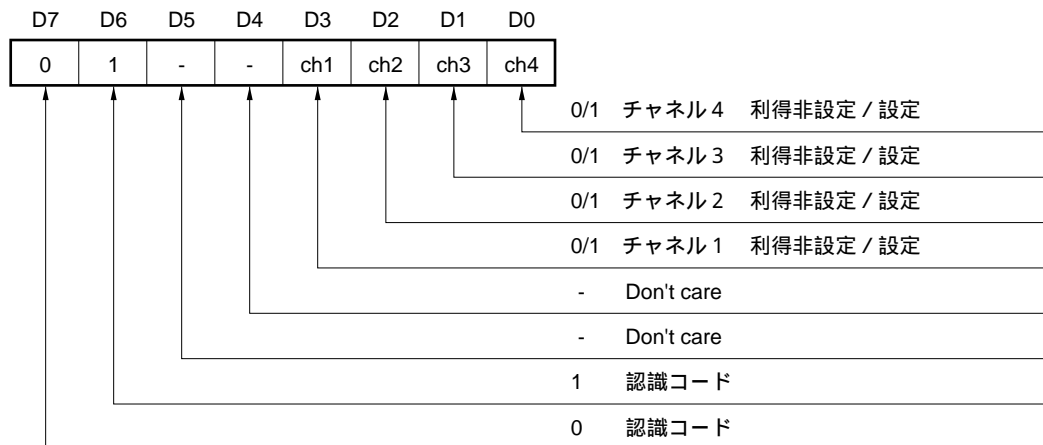 D7 D6 D5 D4 D3 D2 D1 D0
0 1 - - ch1 ch2 ch3 ch4
0/1 チャネル4 利得非設定/設定
0/1 チャネル3 利得非設定/設定
0/1 チャネル2 利得非設定/設定
0/1 チャネル1 利得非設定/設定
- Don't care
- Don't care
1 認識コード
0 認識コード